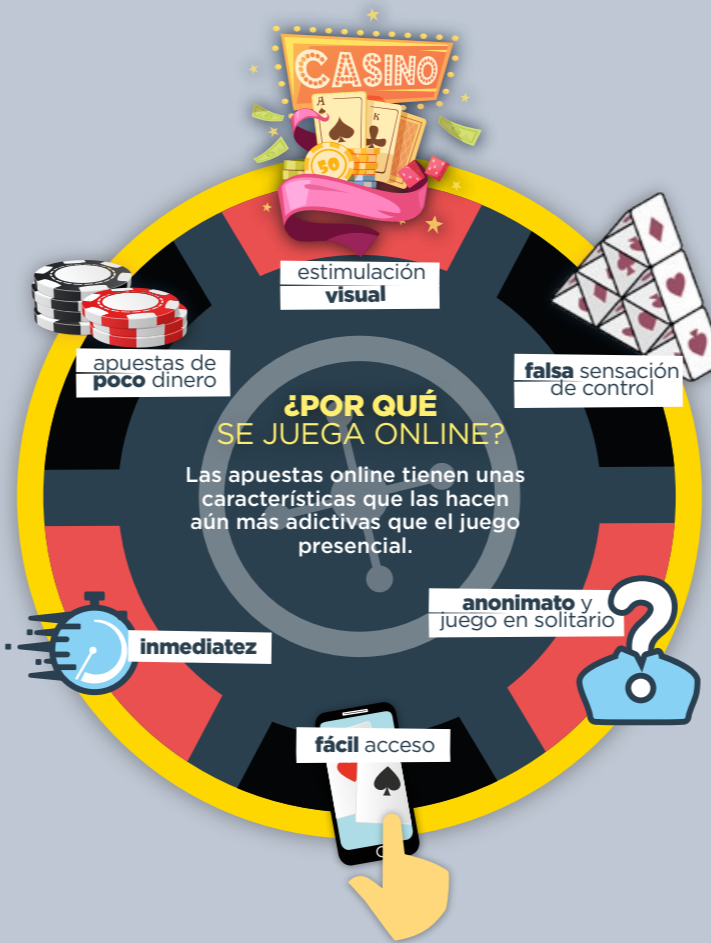 CASINO
A
K
50
estimulación
visual
apuestas de
poco dinero
falsa sensación
de control
¿POR QUÉ
SE JUEGA ONLINE?
Las apuestas online tienen unas
características que las hacen
aún más adictivas que el juego
presencial.
anonimato y
juego en solitario
inmediatez
fácil acceso